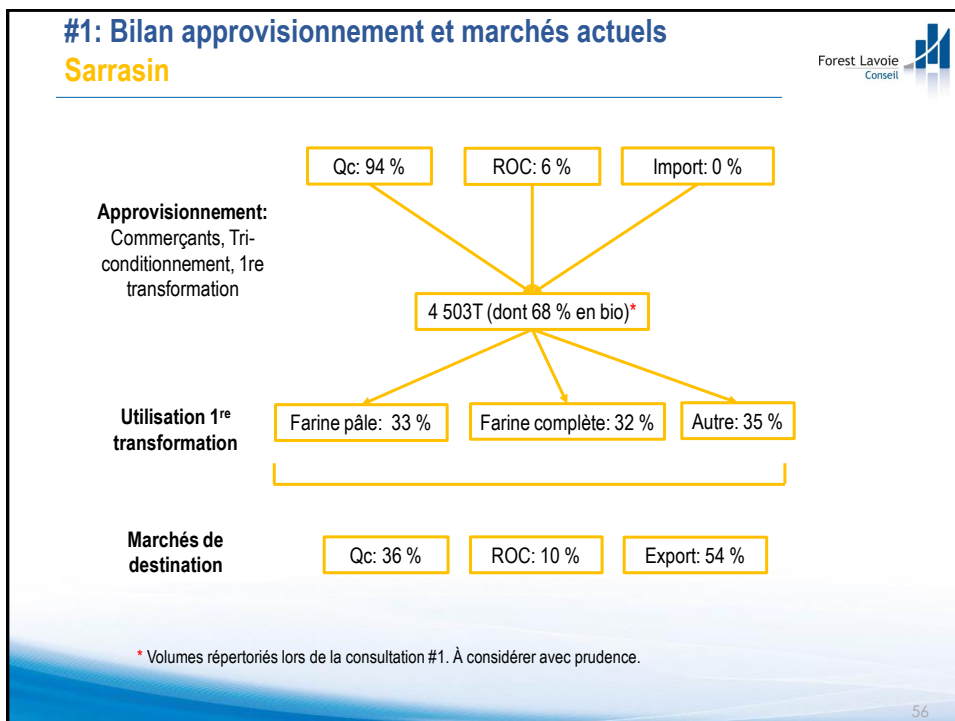 #1: Bilan approvisionnement et marchés actuels
Sarrasin
Forest Lavoie
Conseil
Qc: 94 %
ROC: 6 %
Import: 0 %
Approvisionnement:
Commerçants, Tri-
conditionnement, 1re
transformation
4 503T (dont 68 % en bio)*
Utilisation 1re
transformation
Farine pâle: 33 %
Farine complète: 32 %
Autre: 35 %
Marchés de
destination
Qc: 36 %
ROC: 10 %
Export: 54 %
* Volumes répertoriés lors de la consultation #1. À considérer avec prudence.
56